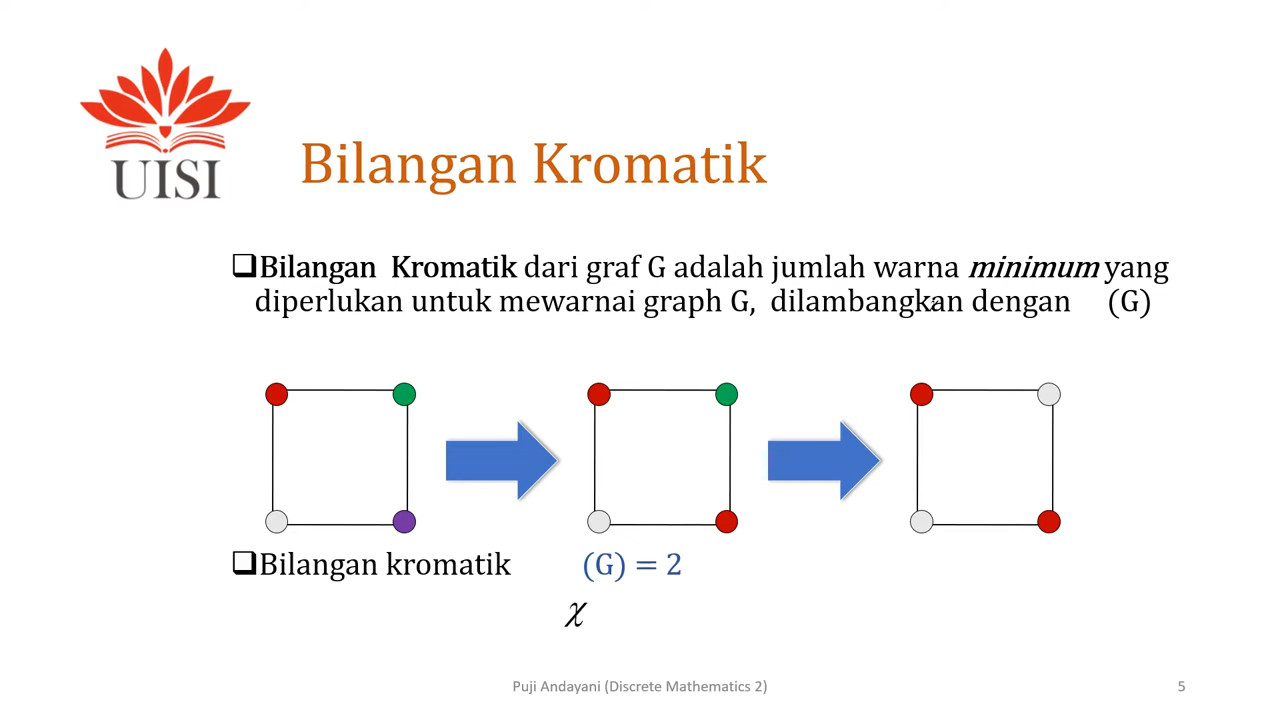 UISI
Bilangan Kromatik
❑Bilangan Kromatik dari graf G adalah jumlah warna minimum yang
diperlukan untuk mewarnai graph G, dilambangkan dengan (G)
❑Bilangan kromatik (G) = 2
χ
Puji Andayani (Discrete Mathematics 2)
5